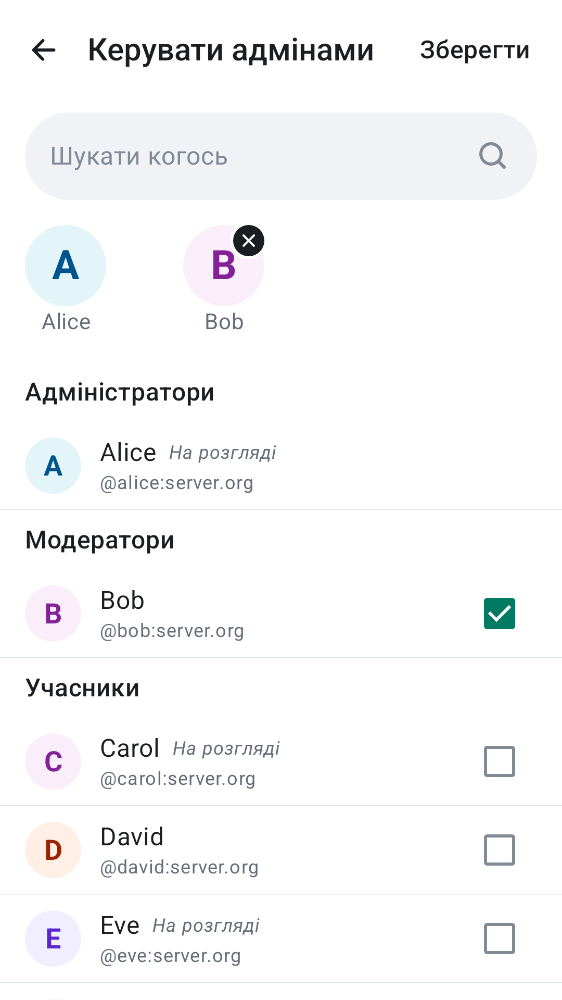 Керувати адмінами
Зберегти
Шукати когось
A
B
Alice
Bob
Адміністратори
A
Alice На розгляді
@alice:server.org
Модератори
B
Bob
@bob:server.org
Учасники
C
Carol На розгляді
@carol:server.org
D
David
@david:server.org
E
Eve На розгляді
@eve:server.org